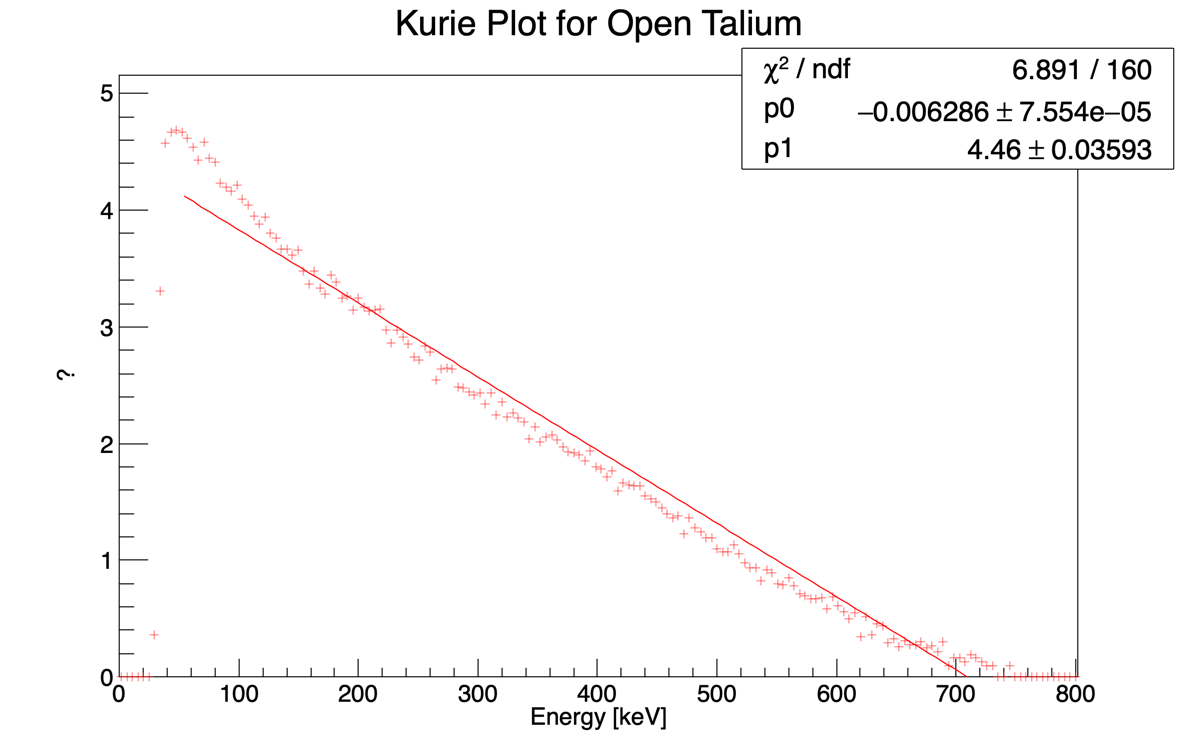 Kurie Plot for Open Talium
χ² / ndf 6.891 / 160
p0 −0.006286 ± 7.554e−05
p1 4.46 ± 0.03593
5
4
3
2
1
0
?
0 100 200 300 400 500 600 700 800
Energy [keV]